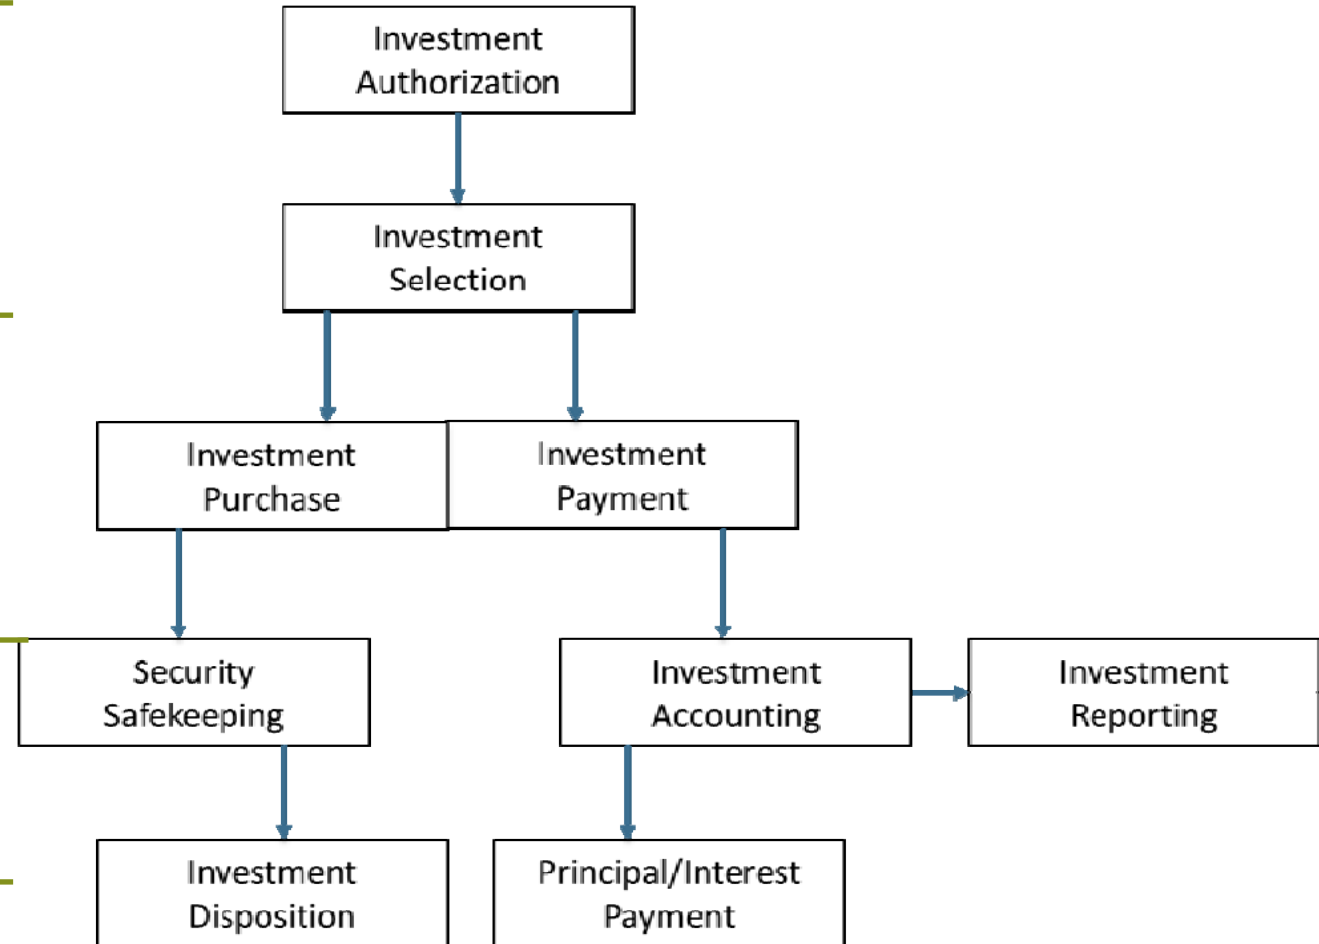 Investment
Authorization
Investment
Selection
Investment
Purchase
Investment
Payment
Security
Safekeeping
Investment
Accounting
Investment
Reporting
Investment
Disposition
Principal/Interest
Payment